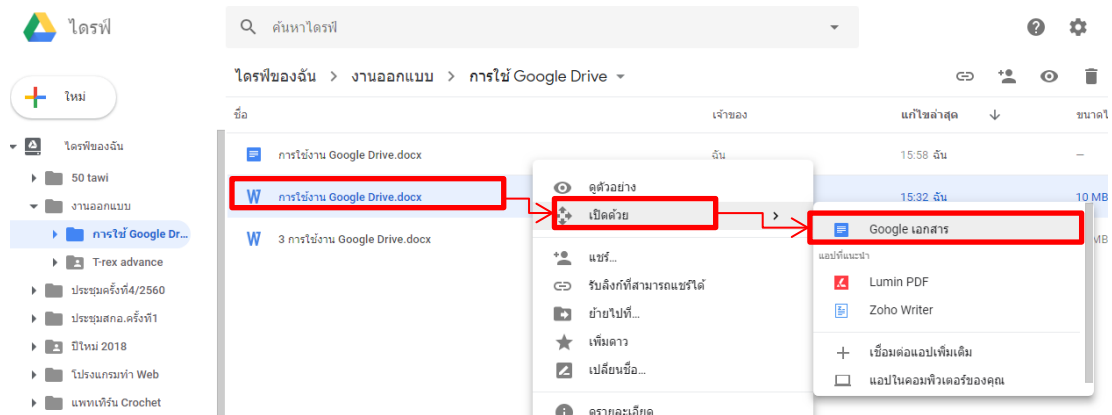 ไดรฟ์
ค้นหาไดรฟ์
ไดรฟ์ของฉัน > งานออกแบบ > การใช้ Google Drive
ใหม่
ชื่อ เจ้าของ แก้ไขล่าสุด
ไดรฟ์ของฉัน
50 tawi
งานออกแบบ
การใช้ Google Dr...
T-rex advance
ประชุมครั้งที่4/2560
ประชุมสกอ.ครั้งที่1
ปีใหม่ 2018
โปรแกรมทำ Web
แพทเทิร์น Crochet
การใช้งาน Google Drive.docx ฉัน 15:58 ฉัน –
การใช้งาน Google Drive.docx 15:32 ฉัน 10 MB
3 การใช้งาน Google Drive.docx MB
ดูตัวอย่าง
เปิดด้วย
แชร์...
รับลิงก์ที่สามารถแชร์ได้
ย้ายไปที่...
เพิ่มดาว
เปลี่ยนชื่อ...
ดูรายละเอียด
Google เอกสาร
แอปที่แนะนำ
Lumin PDF
Zoho Writer
เชื่อมต่อแอปเพิ่มเติม
แอปในคอมพิวเตอร์ของคุณ